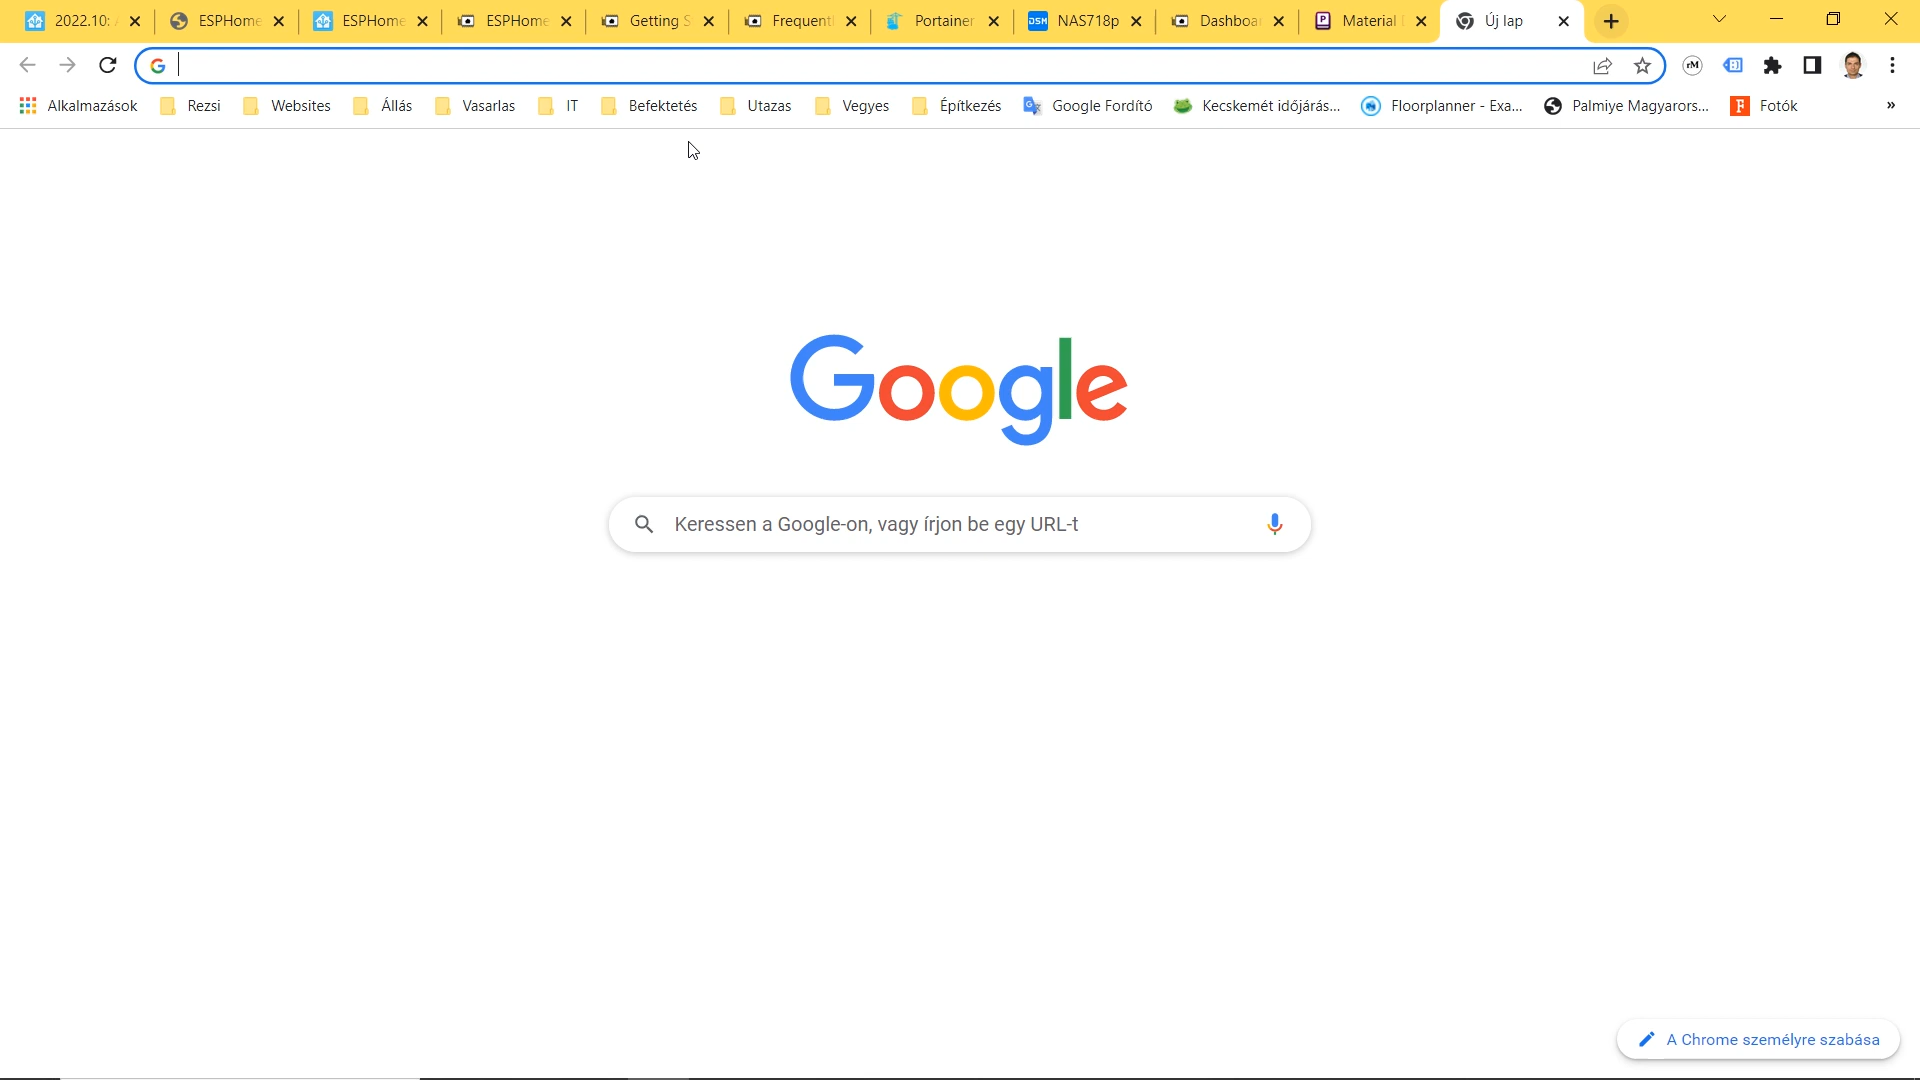 2022.10: ESPHome ESPHome ESPHome Getting S Frequent Portainer NAS718p Dashboar Material Új lap
Alkalmazások Rezsi Websites Állás Vasarlas IT Befektetés Utazas Vegyes Építkezés Google Fordító Kecskemét időjárás... Floorplanner - Exa... Palmiye Magyarors... Fotók »
Google
Keressen a Google-on, vagy írjon be egy URL-t
A Chrome személyre szabása